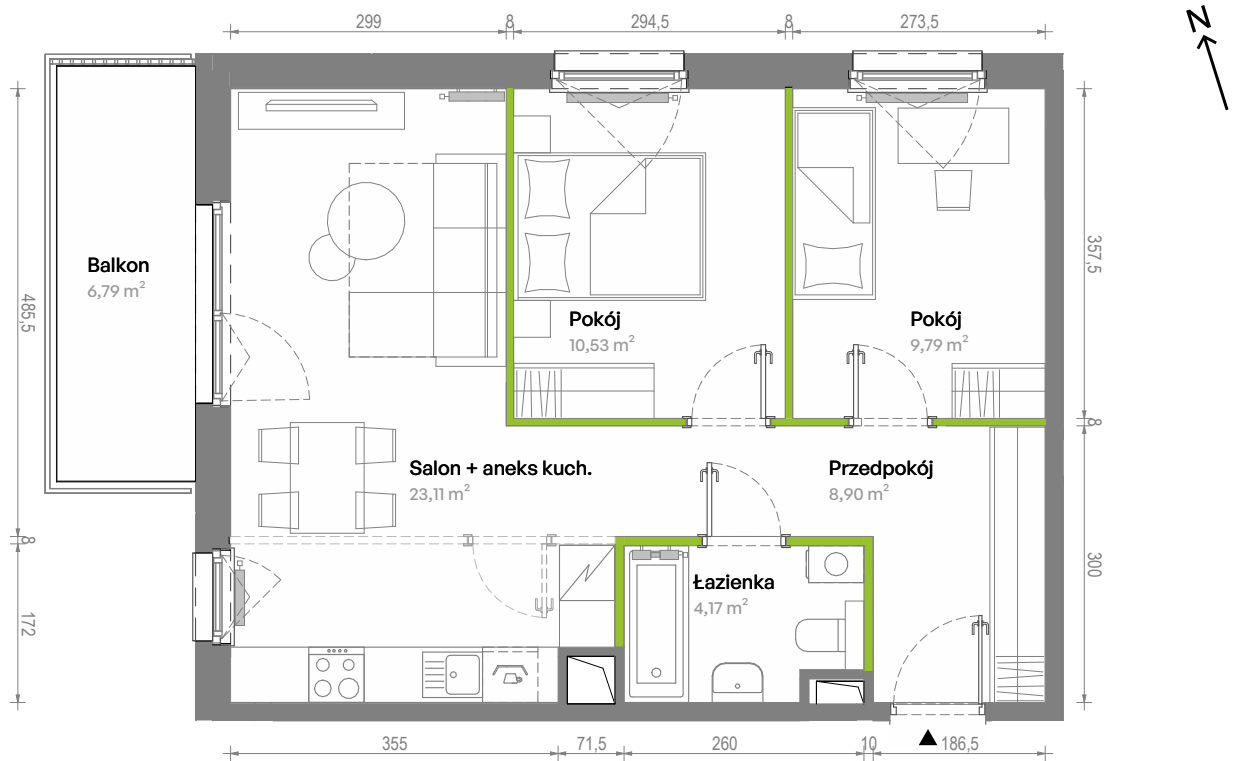 299
8
294,5
8
273,5
N
Balkon
6,79 m²
485,5
8
172
Pokój
10,53 m²
Pokój
9,79 m²
357,5
8
300
Salon + aneks kuch.
23,11 m²
Przedpokój
8,90 m²
Łazienka
4,17 m²
355
71,5
260
10
186,5